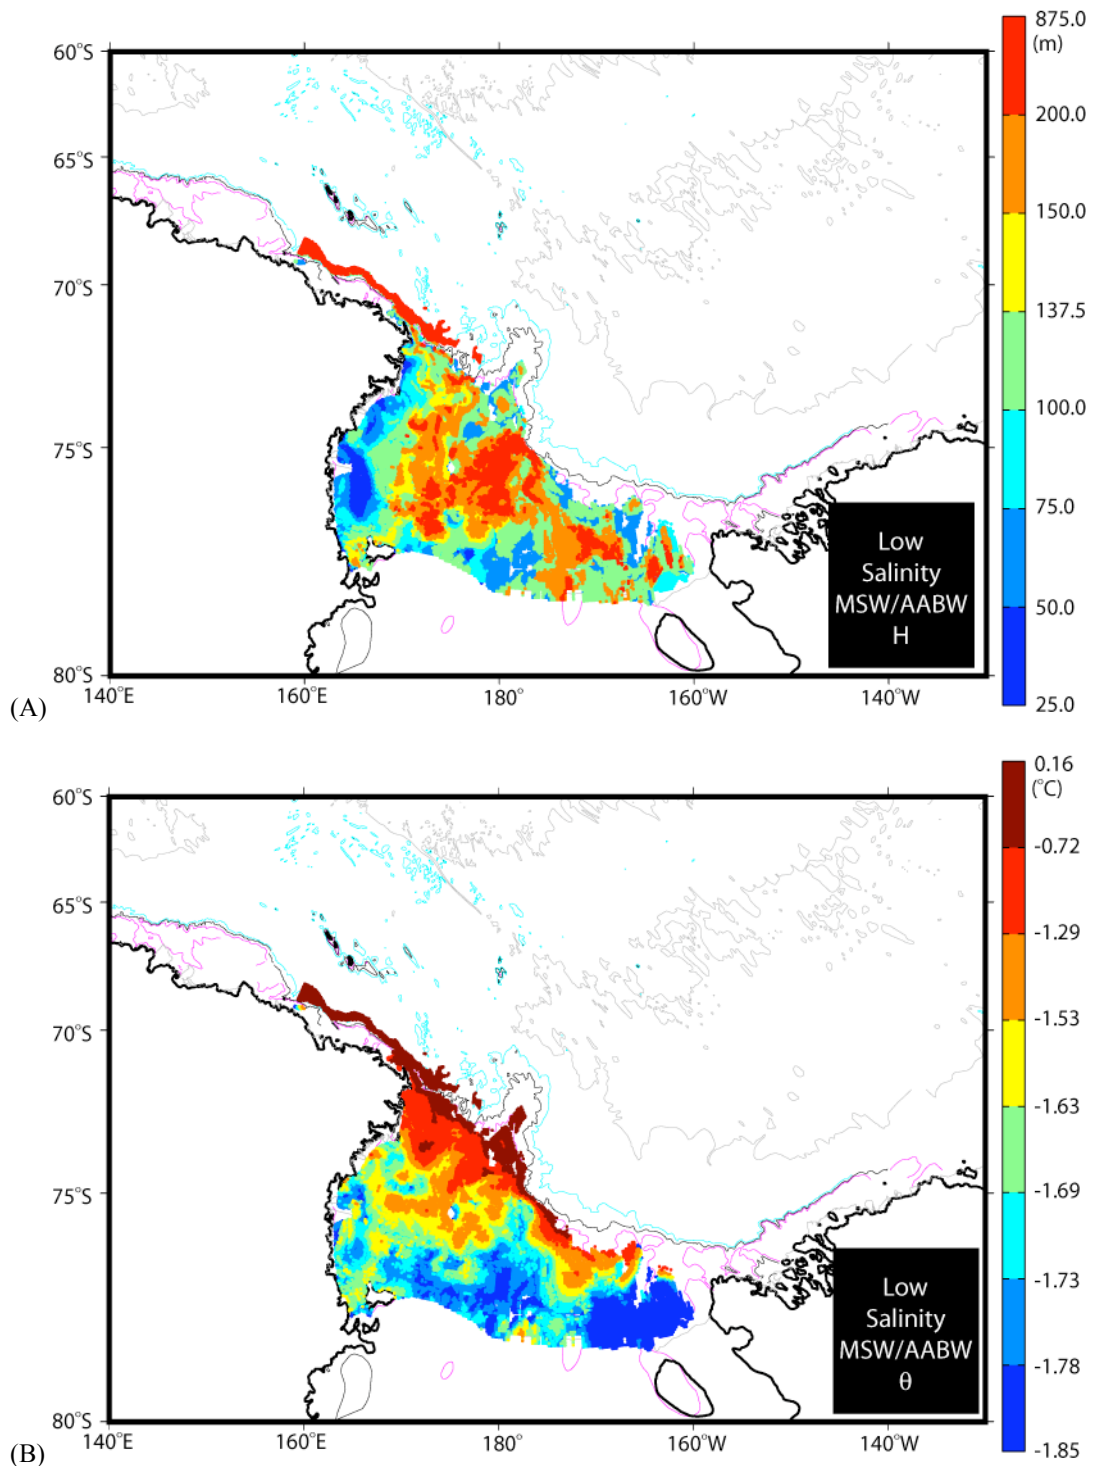 875.0
(m)
60°S
200.0
65°S
150.0
70°S
137.5
100.0
75°S
75.0
Low
Salinity
MSW/AABW
H
50.0
80°S
25.0
140°E
160°E
180°
160°W
140°W
(A)
0.16
(°C)
60°S
-0.72
65°S
-1.29
-1.53
70°S
-1.63
75°S
-1.69
-1.73
Low
Salinity
MSW/AABW
θ
-1.78
80°S
-1.85
140°E
160°E
180°
160°W
140°W
(B)